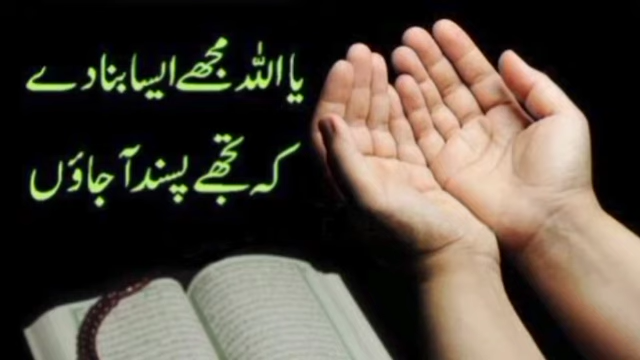 یا اللہ مجھے ایسا بنا دے
کہ تجھے پسند آ جاؤں